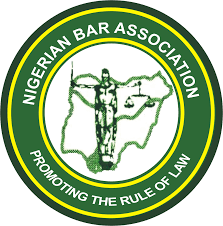 NIGERIAN BAR ASSOCIATION
PROMOTING THE RULE OF LAW